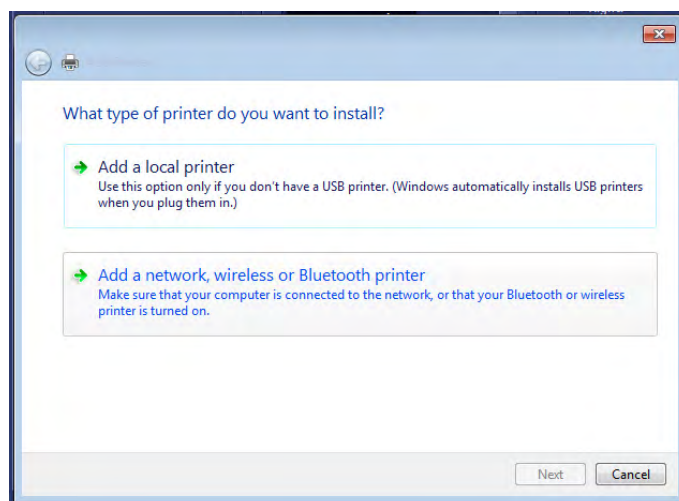 What type of printer do you want to install?
Add a local printer
Use this option only if you don't have a USB printer. (Windows automatically installs USB printers
when you plug them in.)
Add a network, wireless or Bluetooth printer
Make sure that your computer is connected to the network, or that your Bluetooth or wireless
printer is turned on.
Next
Cancel